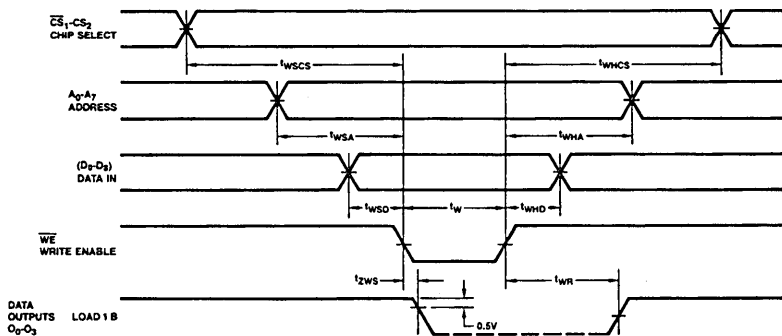 CS1-CS2
CHIP SELECT
tWSCS
tWHCS
A0-A7
ADDRESS
tWSA
tWHA
(D0-D3)
DATA IN
tWSD
tW
tWHD
WE
WRITE ENABLE
tZWS
tWR
DATA
OUTPUTS LOAD 1 B
O0-O3
0.5V